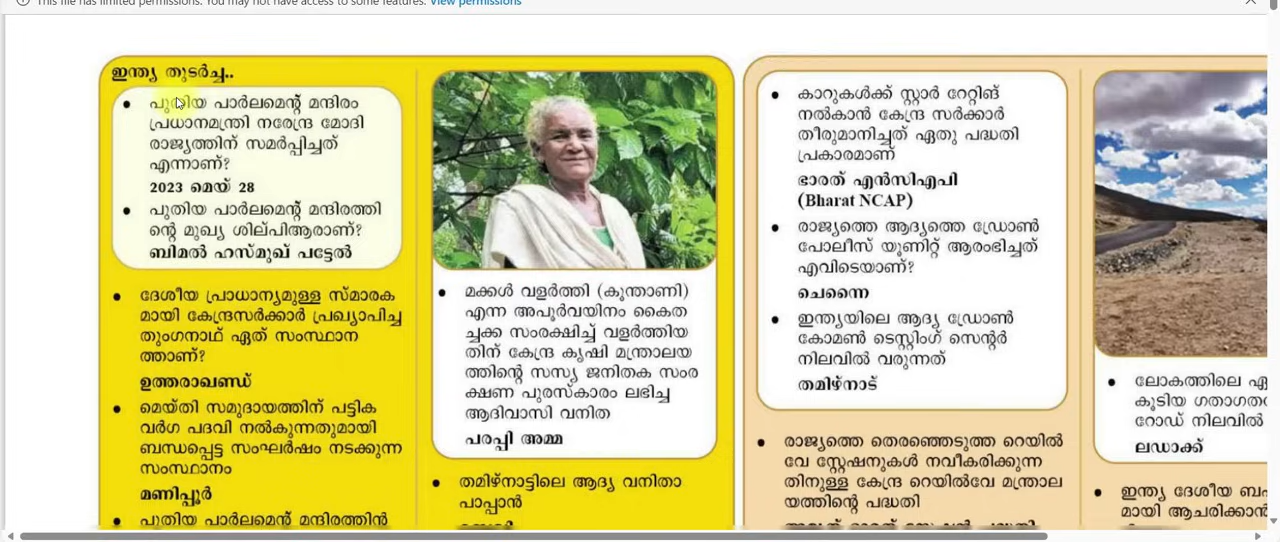 This file has limited permissions. You may not have access to some features. View permissions
ഇന്ത്യ തുടർച്ച..
• പുതിയ പാർലമെന്റ് മന്ദിരം
പ്രധാനമന്ത്രി നരേന്ദ്ര മോദി
രാജ്യത്തിന് സമർപ്പിച്ചത്
എന്നാണ്?
2023 മെയ് 28
• പുതിയ പാർലമെന്റ് മന്ദിരത്തി
ന്റെ മുഖ്യ ശില്പിആരാണ്?
ബിമൽ ഹസ്മുഖ് പട്ടേൽ
• ദേശീയ പ്രാധാന്യമുള്ള സ്മാരക
മായി കേന്ദ്രസർക്കാർ പ്രഖ്യാപിച്ച
തുംഗനാഥ് ഏത് സംസ്ഥാന
ത്താണ്?
ഉത്തരാഖണ്ഡ്
• മെയ്തി സമുദായത്തിന് പട്ടിക
വർഗ പദവി നൽകുന്നതുമായി
ബന്ധപ്പെട്ട സംഘർഷം നടക്കുന്ന
സംസ്ഥാനം
മണിപ്പൂർ
• പുതിയ പാർലമെന്റ് മന്ദിരത്തിൻ
• മക്കൾ വളർത്തി (കൂന്താണി)
എന്ന അപൂർവയിനം കൈത
ച്ചക്ക സംരക്ഷിച്ച് വളർത്തിയ
തിന് കേന്ദ്ര കൃഷി മന്ത്രാലയ
ത്തിന്റെ സസ്യ ജനിതക സംര
ക്ഷണ പുരസ്കാരം ലഭിച്ച
ആദിവാസി വനിത
പരപ്പി അമ്മ
• തമിഴ്നാട്ടിലെ ആദ്യ വനിതാ
പാപ്പാൻ
• കാറുകൾക്ക് സ്റ്റാർ റേറ്റിങ്
നൽകാൻ കേന്ദ്ര സർക്കാർ
തീരുമാനിച്ചത് ഏതു പദ്ധതി
പ്രകാരമാണ്
ഭാരത് എൻസിഎപി
(Bharat NCAP)
• രാജ്യത്തെ ആദ്യത്തെ ഡ്രോൺ
പോലീസ് യൂണിറ്റ് ആരംഭിച്ചത്
എവിടെയാണ്?
ചെന്നൈ
• ഇന്ത്യയിലെ ആദ്യ ഡ്രോൺ
കോമൺ ടെസ്റ്റിംഗ് സെന്റർ
നിലവിൽ വരുന്നത്
തമിഴ്നാട്
• രാജ്യത്തെ തെരഞ്ഞെടുത്ത റെയിൽ
വേ സ്റ്റേഷനുകൾ നവീകരിക്കുന്ന
തിനുള്ള കേന്ദ്ര റെയിൽവേ മന്ത്രാല
യത്തിന്റെ പദ്ധതി
• ലോകത്തിലെ ഏ
കൂടിയ ഗതാഗത
റോഡ് നിലവിൽ
ലഡാക്ക്
• ഇന്ത്യ ദേശീയ ബ
മായി ആചരിക്കാൻ